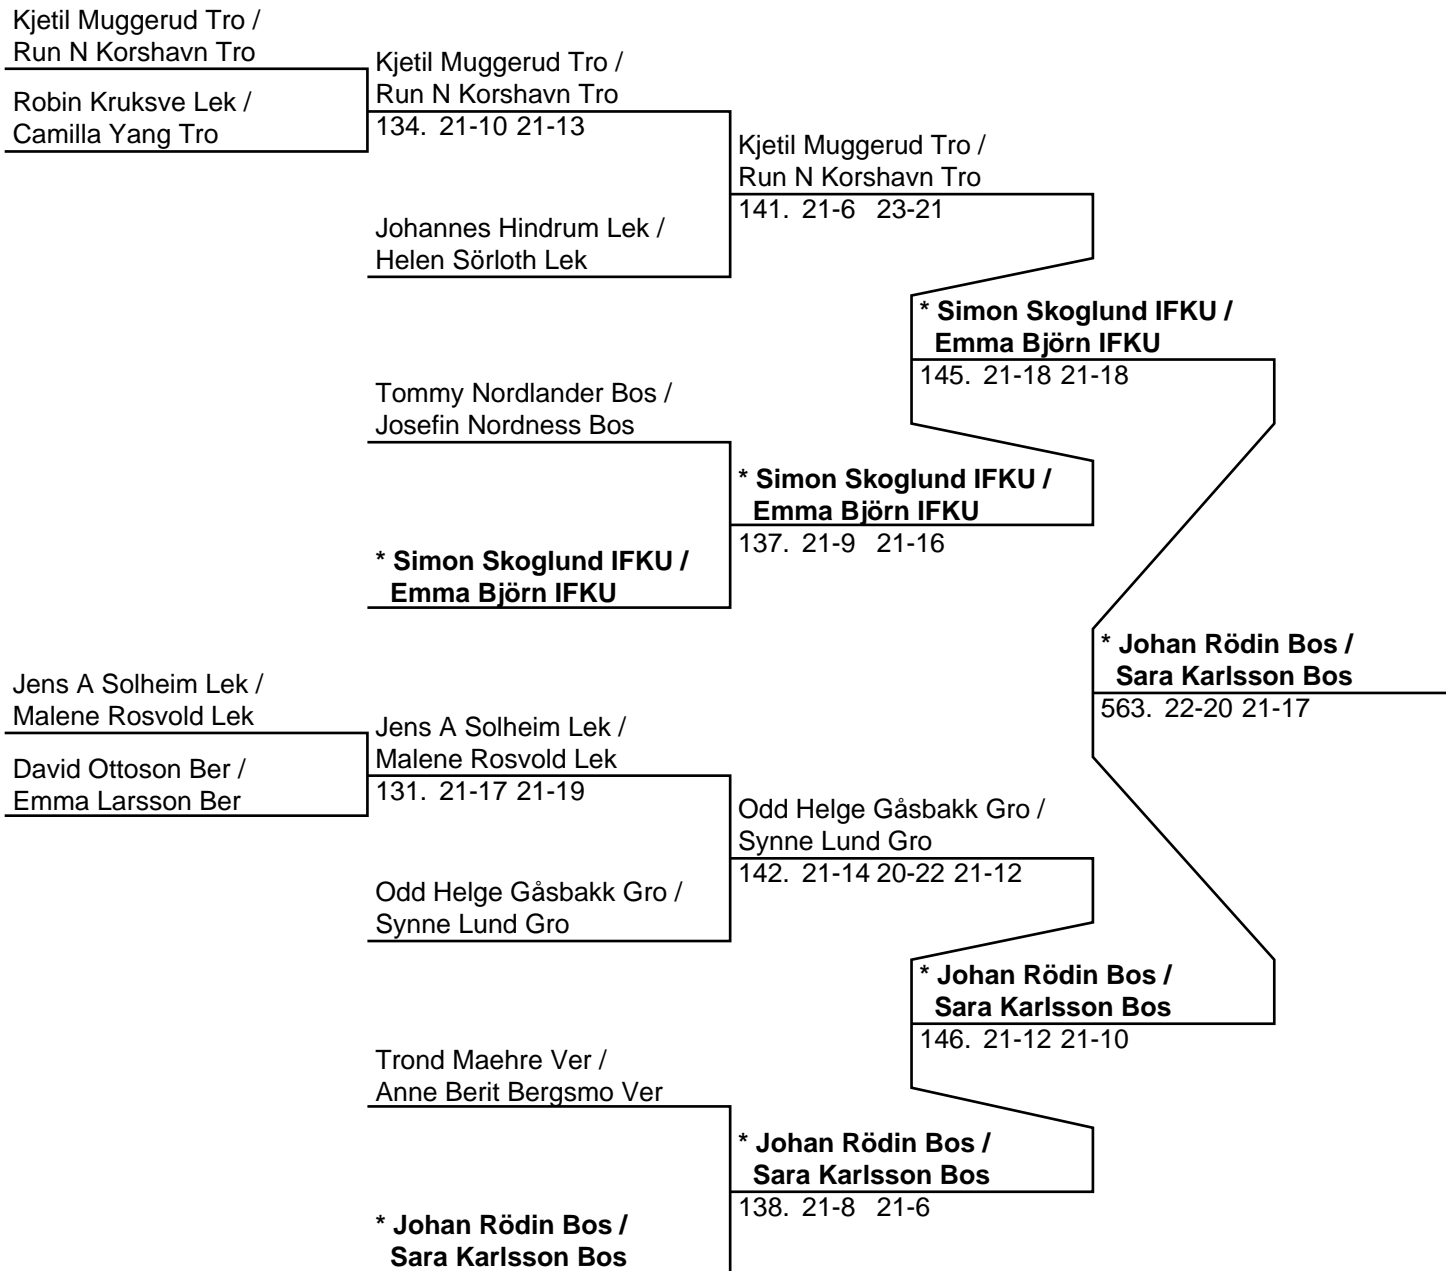 Kjetil Muggerud Tro /
Run N Korshavn Tro
Robin Kruksve Lek /
Camilla Yang Tro
Kjetil Muggerud Tro /
Run N Korshavn Tro
134. 21-10 21-13
Johannes Hindrum Lek /
Helen Sörloth Lek
Kjetil Muggerud Tro /
Run N Korshavn Tro
141. 21-6 23-21
Tommy Nordlander Bos /
Josefin Nordness Bos
* Simon Skoglund IFKU /
Emma Björn IFKU
* Simon Skoglund IFKU /
Emma Björn IFKU
137. 21-9 21-16
* Simon Skoglund IFKU /
Emma Björn IFKU
145. 21-18 21-18
Jens A Solheim Lek /
Malene Rosvold Lek
David Ottoson Ber /
Emma Larsson Ber
Jens A Solheim Lek /
Malene Rosvold Lek
131. 21-17 21-19
Odd Helge Gåsbakk Gro /
Synne Lund Gro
Odd Helge Gåsbakk Gro /
Synne Lund Gro
142. 21-14 20-22 21-12
Trond Maehre Ver /
Anne Berit Bergsmo Ver
* Johan Rödin Bos /
Sara Karlsson Bos
* Johan Rödin Bos /
Sara Karlsson Bos
138. 21-8 21-6
* Johan Rödin Bos /
Sara Karlsson Bos
146. 21-12 21-10
* Johan Rödin Bos /
Sara Karlsson Bos
563. 22-20 21-17